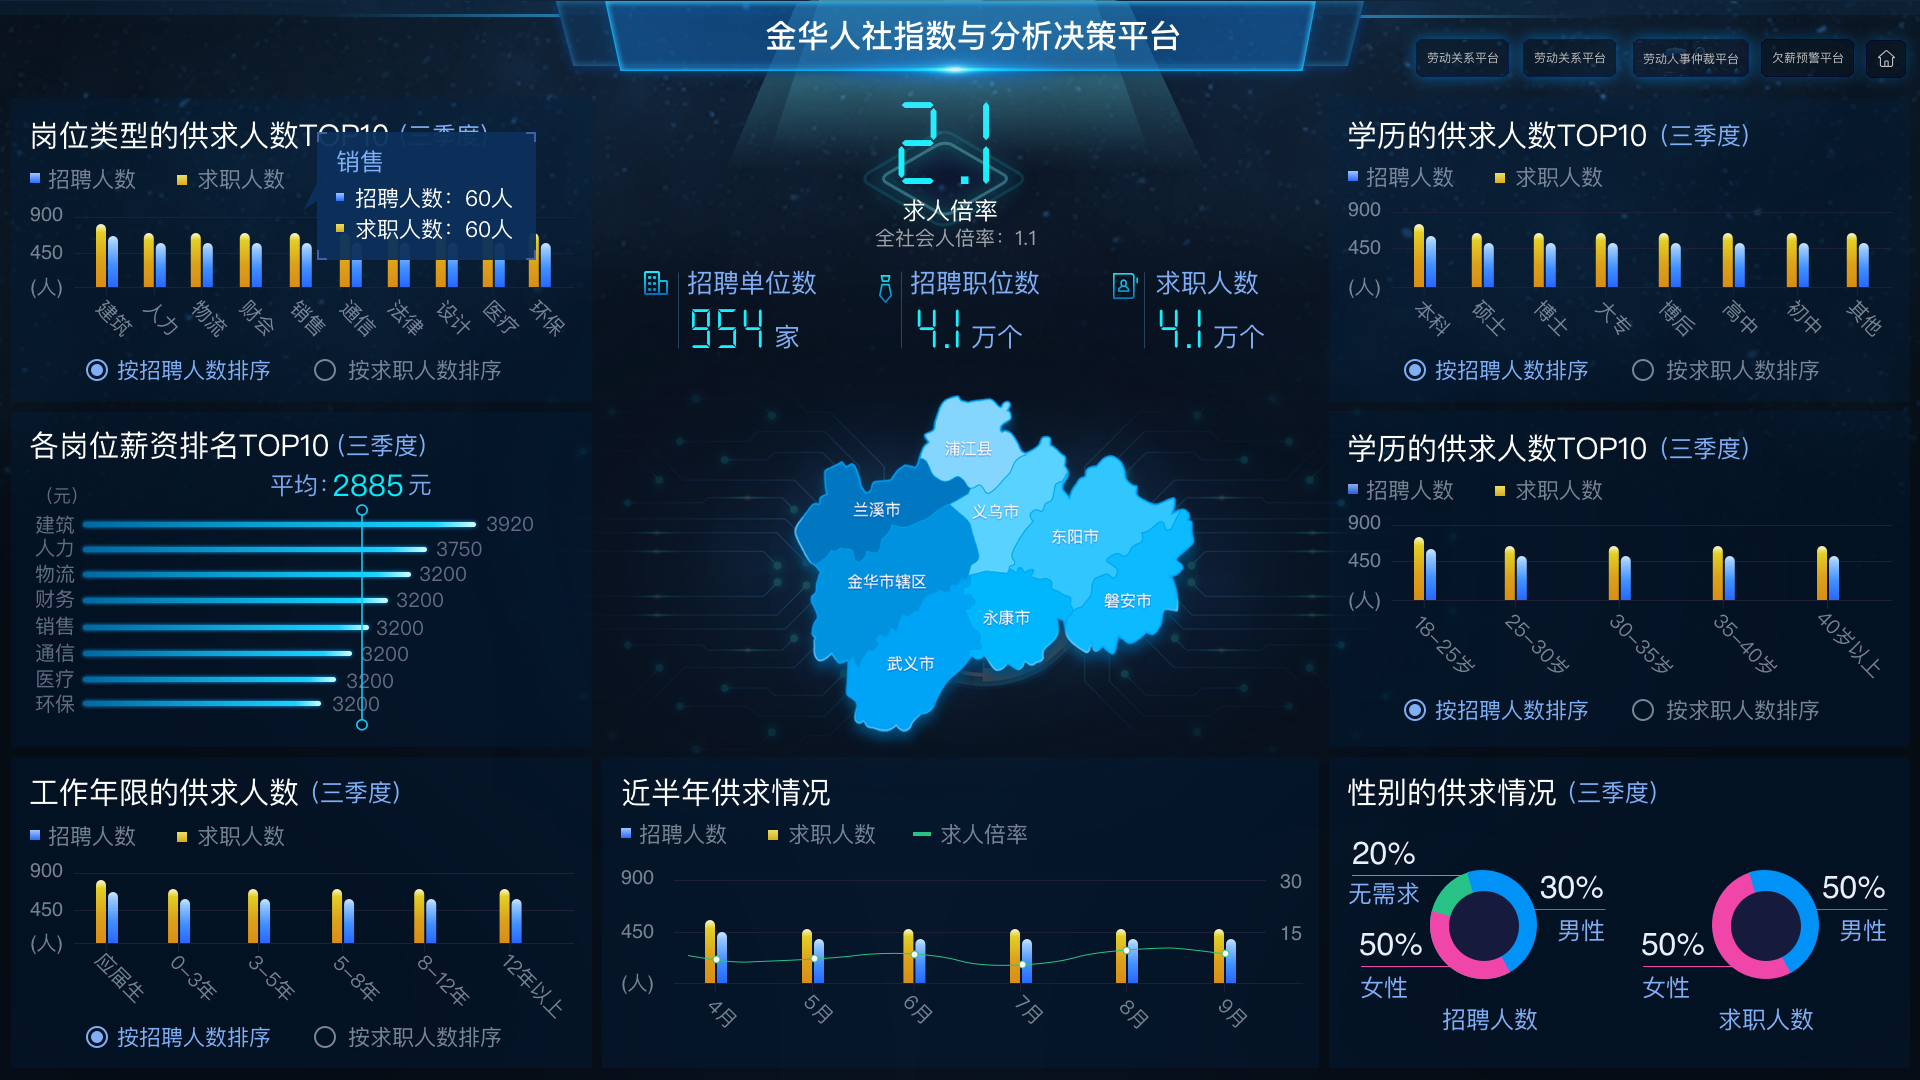 金华人社指数与分析决策平台
劳动关系平台
劳动关系平台
劳动人事仲裁平台
欠薪预警平台
岗位类型的供求人数TOP10 (三季度)
招聘人数 求职人数
销售
招聘人数：60人
求职人数：60人
900
450
(人)
建筑 人力 物流 财会 销售 通信 法律 设计 医疗 环保
按招聘人数排序 按求职人数排序
2.1
求人倍率
全社会人倍率：1.1
招聘单位数
954 家
招聘职位数
4.1 万个
求职人数
4.1 万个
学历的供求人数TOP10 (三季度)
招聘人数 求职人数
900
450
(人)
本科 硕士 博士 大专 博后 高中 初中 其他
按招聘人数排序 按求职人数排序
各岗位薪资排名TOP10 (三季度)
平均：2885 元
(元)
建筑 3920
人力 3750
物流 3200
财务 3200
销售 3200
通信 3200
医疗 3200
环保 3200
浦江县
兰溪市
义乌市
东阳市
金华市辖区
磐安市
永康市
武义市
学历的供求人数TOP10 (三季度)
招聘人数 求职人数
900
450
(人)
18-25岁 25-30岁 30-35岁 35-40岁 40岁以上
按招聘人数排序 按求职人数排序
工作年限的供求人数 (三季度)
招聘人数 求职人数
900
450
(人)
应届生 0-3年 3-5年 5-8年 8-12年 12年以上
按招聘人数排序 按求职人数排序
近半年供求情况
招聘人数 求职人数 求人倍率
900 30
450 15
(人)
4月 5月 6月 7月 8月 9月
性别的供求情况 (三季度)
20%
无需求
30%
男性
50%
女性
招聘人数
50%
男性
50%
女性
求职人数